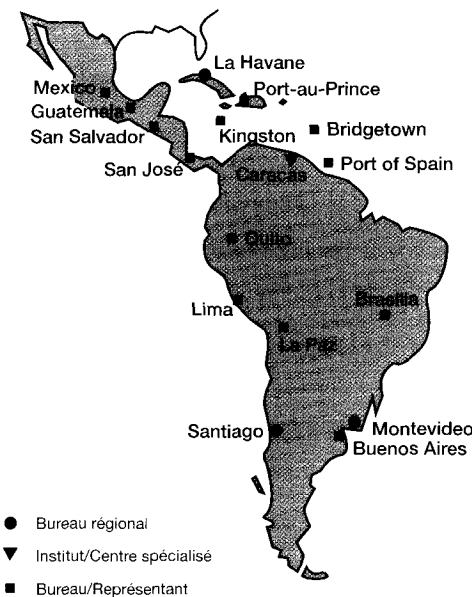 La Havane
Mexico
Port-au-Prince
Guatemala
San Salvador
Kingston
Bridgetown
San José
Caracas
Port of Spain
Quito
Lima
Brasilia
La Paz
Santiago
Montevideo
Buenos Aires
Bureau régional
Institut/Centre spécialisé
Bureau/Représentant